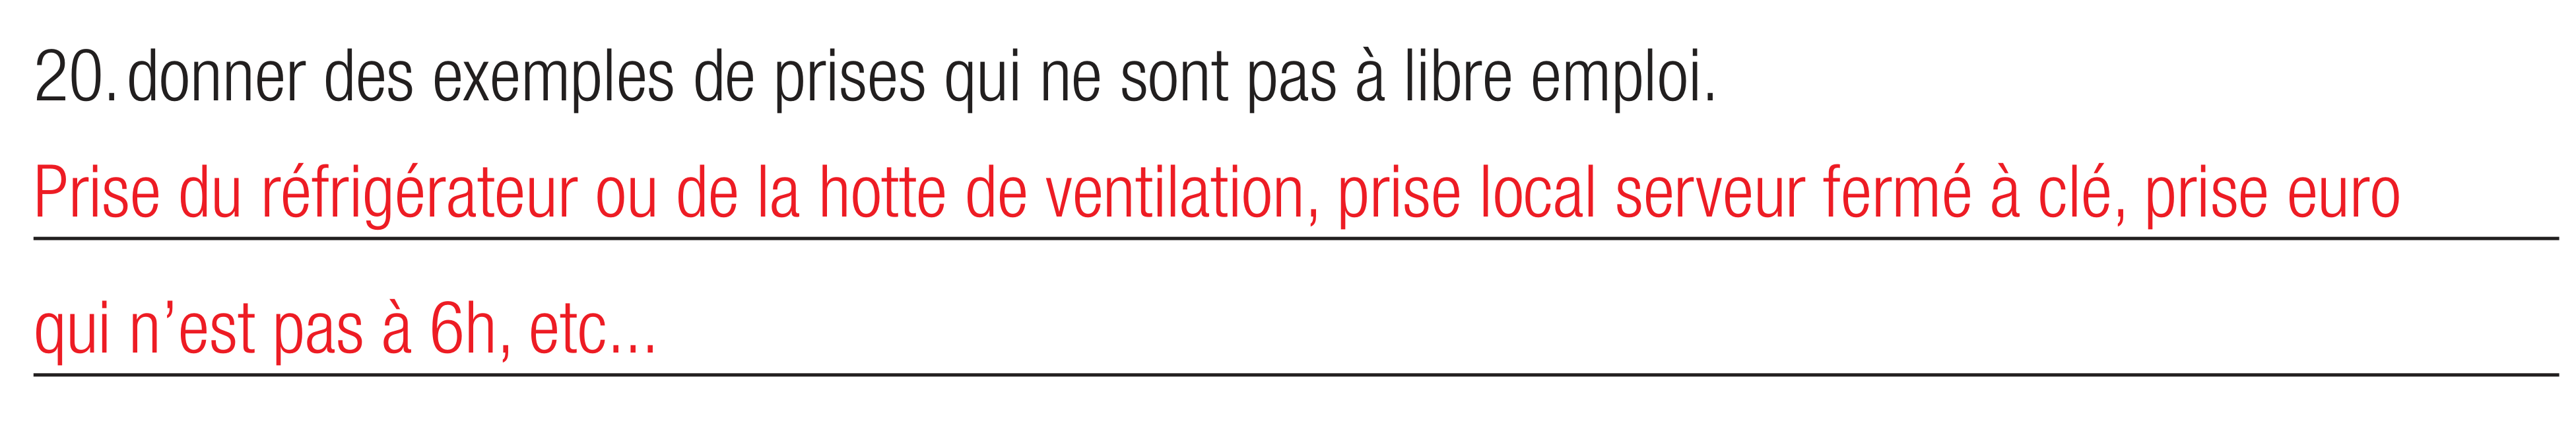 20. donner des exemples de prises qui ne sont pas à libre emploi.
Prise du réfrigérateur ou de la hotte de ventilation, prise local serveur fermé à clé, prise euro
qui n’est pas à 6h, etc...